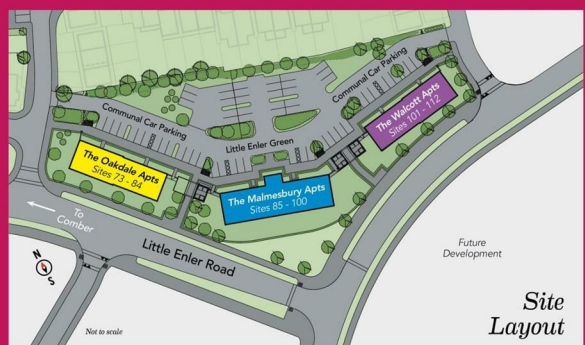 Communal Car Parking
Communal Car Parking
The Walcott Apts
Sites 101 - 112
Little Enler Green
The Oakdale Apts
Sites 73 - 84
The Malmesbury Apts
Sites 85 - 100
To
Comber
Little Enler Road
Future
Development
N
S
Site
Layout
Not to scale